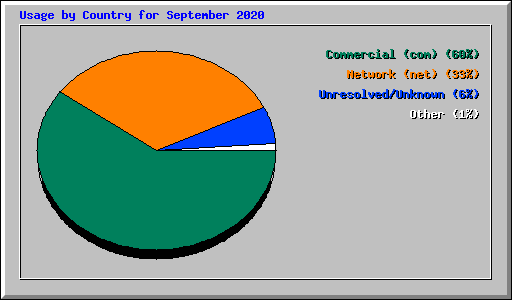 Usage by Country for September 2020
Commercial (com) (60%)
Network (net) (33%)
Unresolved/Unknown (6%)
Other (1%)